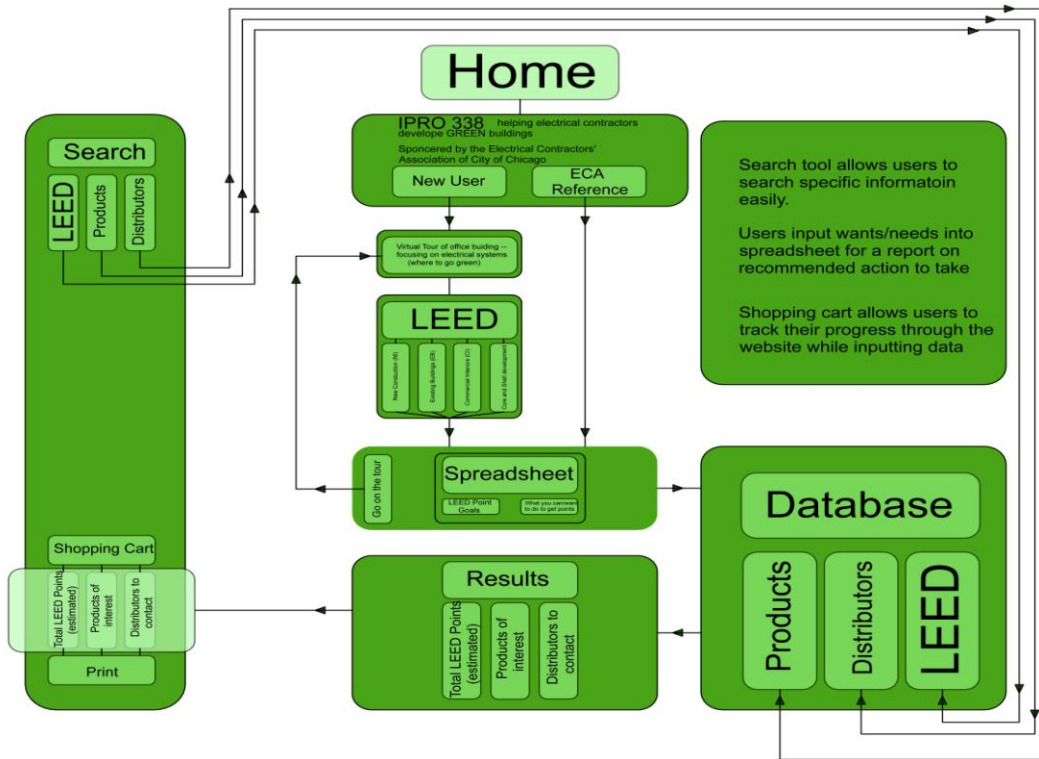 Home
IPRO 338 helping electrical contractors
develope GREEN buildings
Sponcered by the Electrical Contractors'
Association of City of Chicago
New User
ECA
Reference
Search
LEED
Products
Distributors
Search tool allows users to
search specific informatoin
easily.
Users input wants/needs into
spreadsheet for a report on
recommended action to take
Shopping cart allows users to
track their progress through the
website while inputting data
Virtual Tour of office buiding --
focusing on electrical systems
(where to go green)
LEED
New Construction (NI)
Existing Buildings (EB)
Commercial Interiors (CI)
Core and Shell development
Go on the tour
Spreadsheet
LEED Point
Goals
What you can/want
to do to get points
Database
Products
Distributors
LEED
Shopping Cart
Total LEED Points
(estimated)
Products of
interest
Distributors to
contact
Print
Results
Total LEED Points
(estimated)
Products of
interest
Distributors to
contact